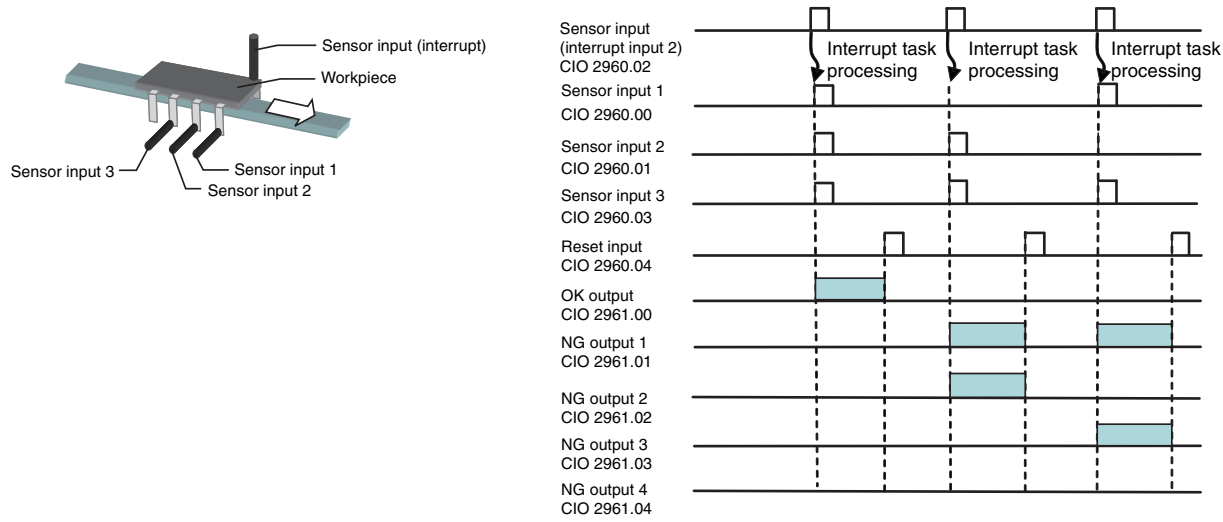 Sensor input (interrupt)
Workpiece
Sensor input 1
Sensor input 2
Sensor input 3
Sensor input
(interrupt input 2)
CIO 2960.02
Interrupt task
processing
Interrupt task
processing
Interrupt task
processing
Sensor input 1
CIO 2960.00
Sensor input 2
CIO 2960.01
Sensor input 3
CIO 2960.03
Reset input
CIO 2960.04
OK output
CIO 2961.00
NG output 1
CIO 2961.01
NG output 2
CIO 2961.02
NG output 3
CIO 2961.03
NG output 4
CIO 2961.04